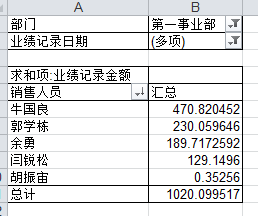 A B
部门 第一事业部
业绩记录日期 (多项)
求和项:业绩记录金额
销售人员 汇总
牛国良 470.820452
郭学栋 230.059646
余勇 189.7172592
闫锐松 129.1496
胡振宙 0.35256
总计 1020.099517